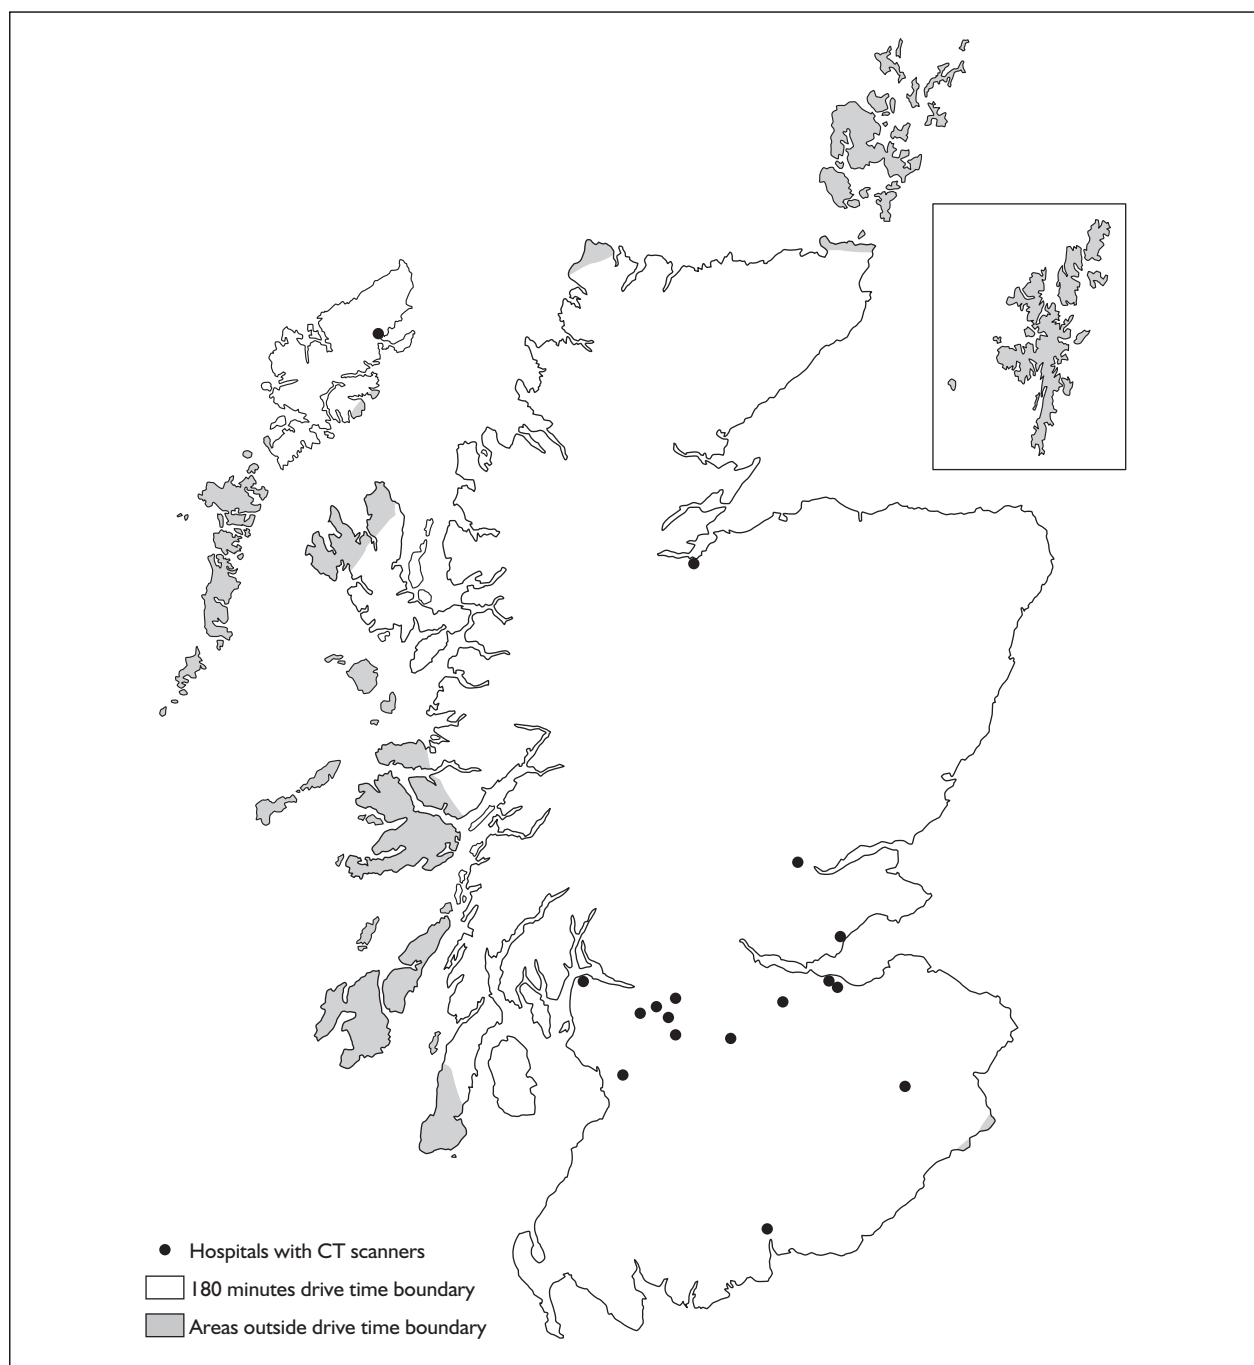 Hospitals with CT scanners
180 minutes drive time boundary
Areas outside drive time boundary